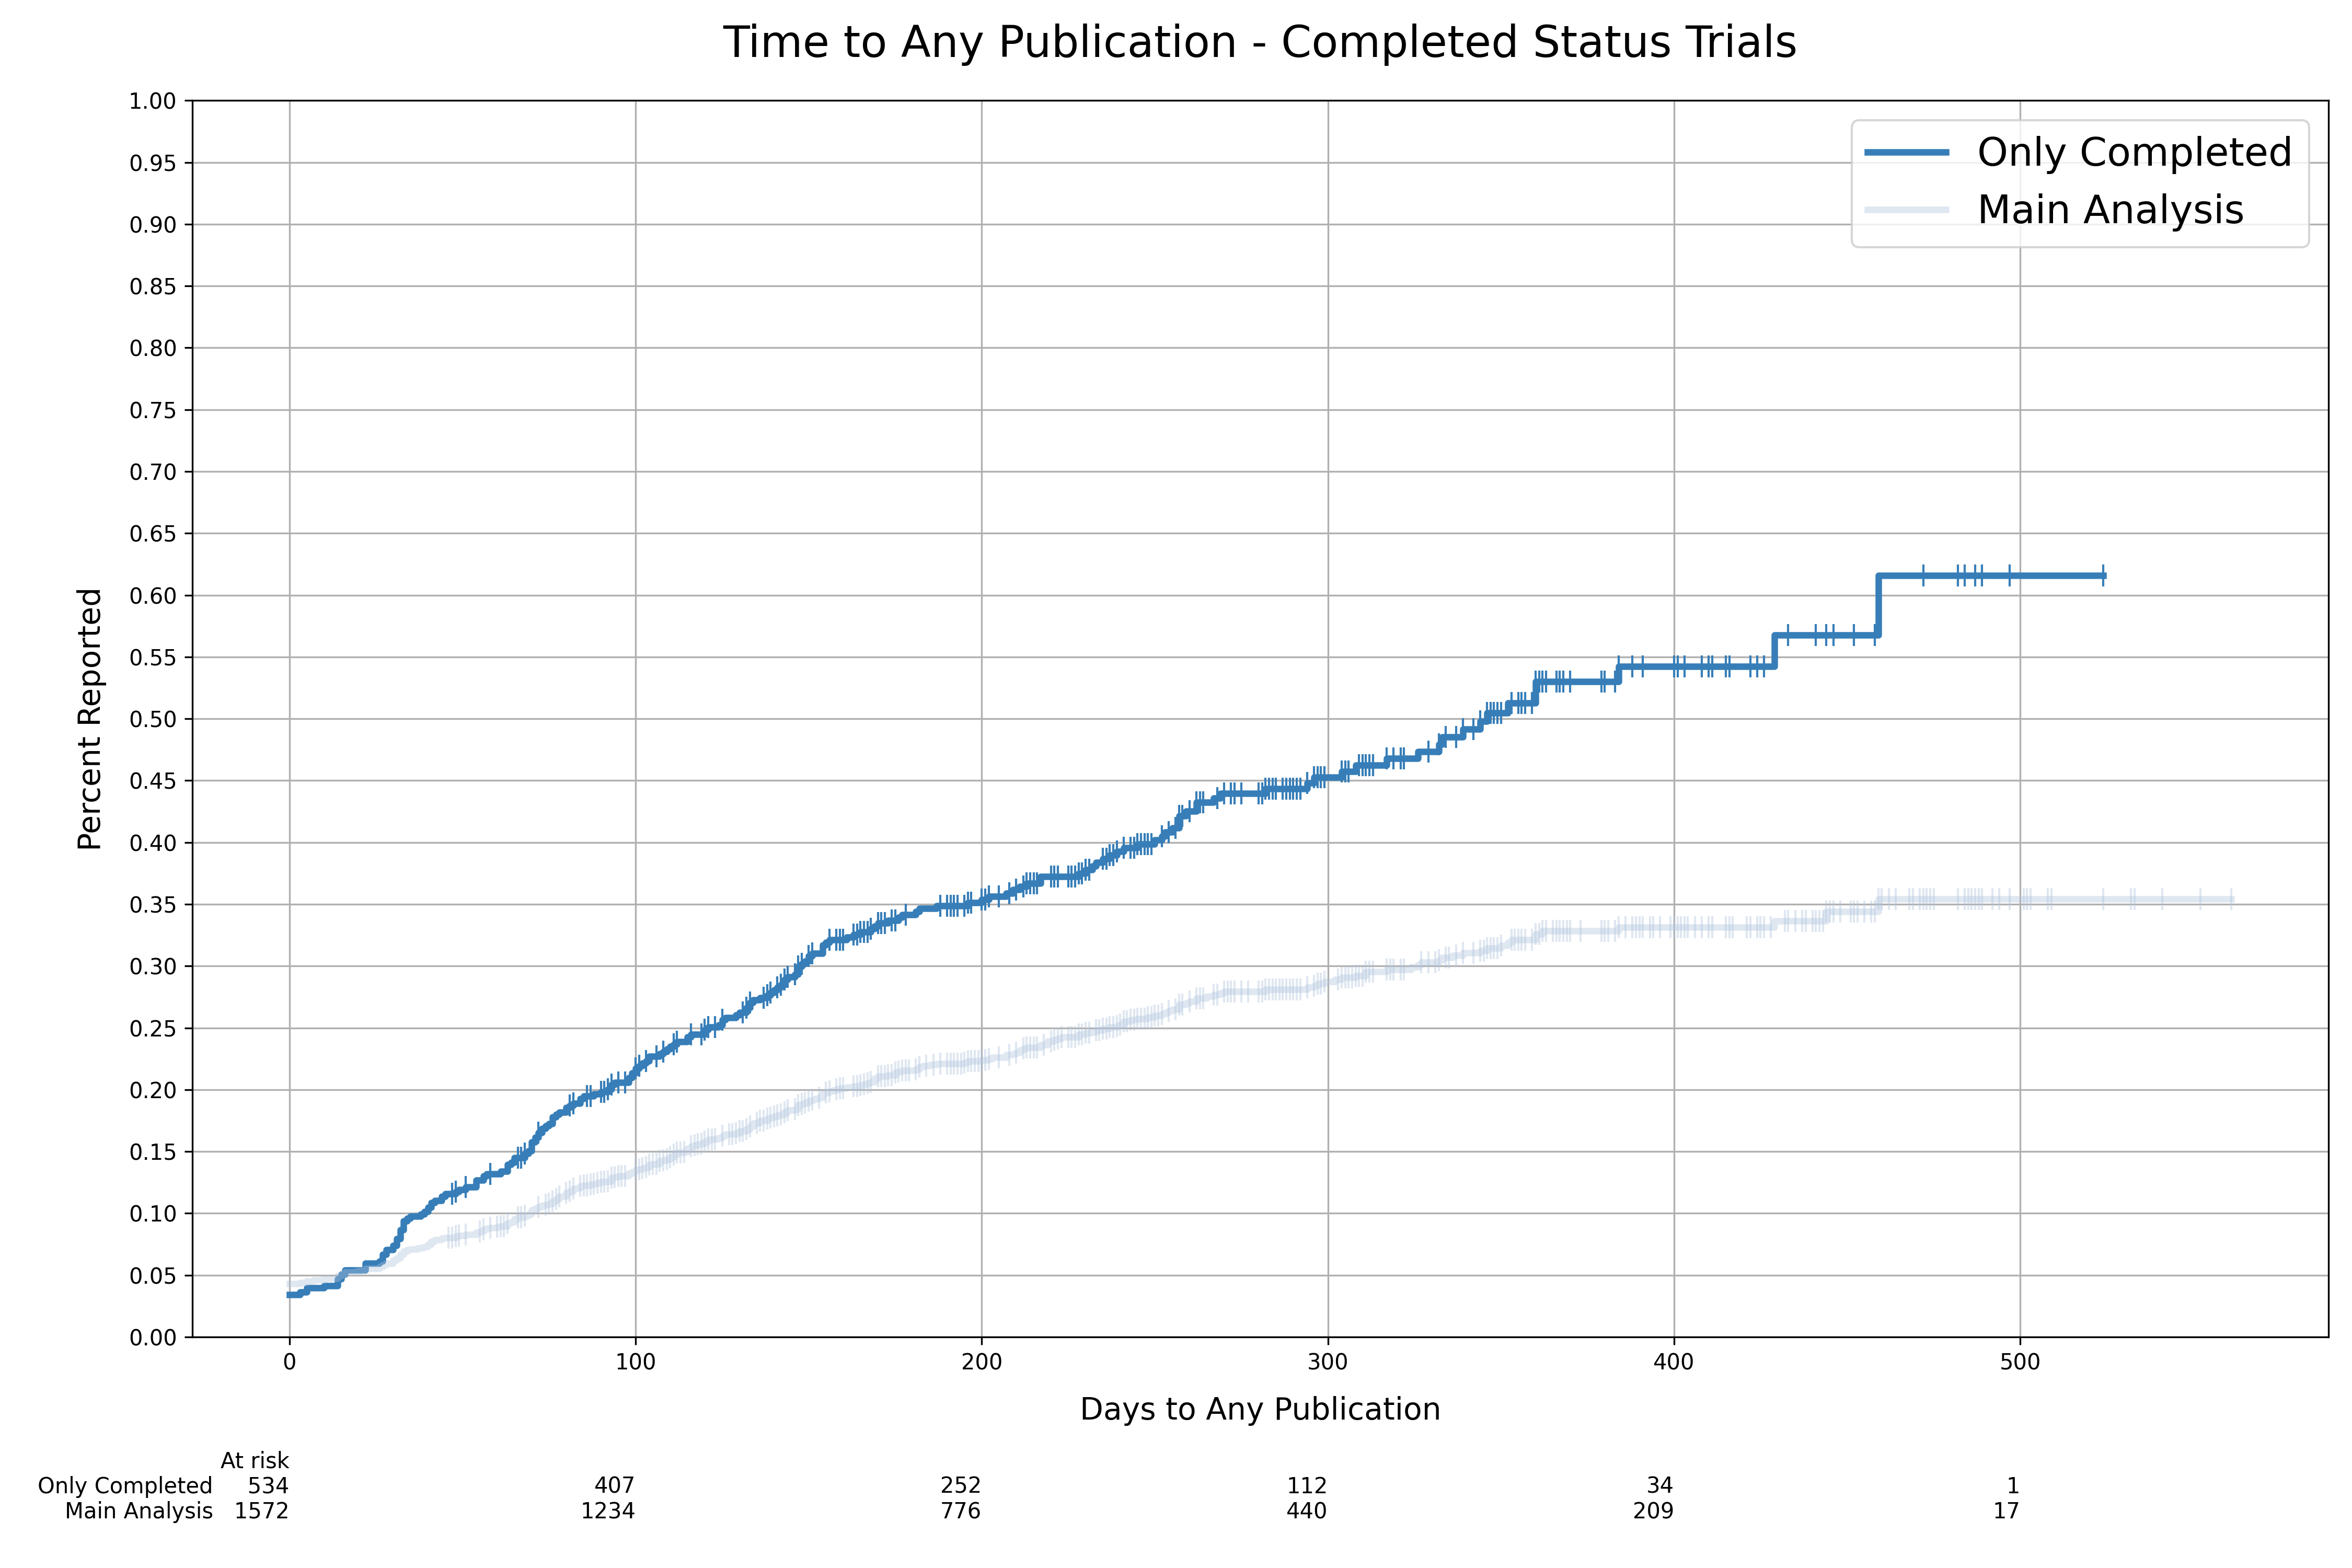 Time to Any Publication - Completed Status Trials
Only Completed
Main Analysis
1.00
0.95
0.90
0.85
0.80
0.75
0.70
0.65
0.60
0.55
0.50
0.45
0.40
0.35
0.30
0.25
0.20
0.15
0.10
0.05
0.00
Percent Reported
0 100 200 300 400 500
Days to Any Publication
At risk
Only Completed 534 407 252 112 34 1
Main Analysis 1572 1234 776 440 209 17